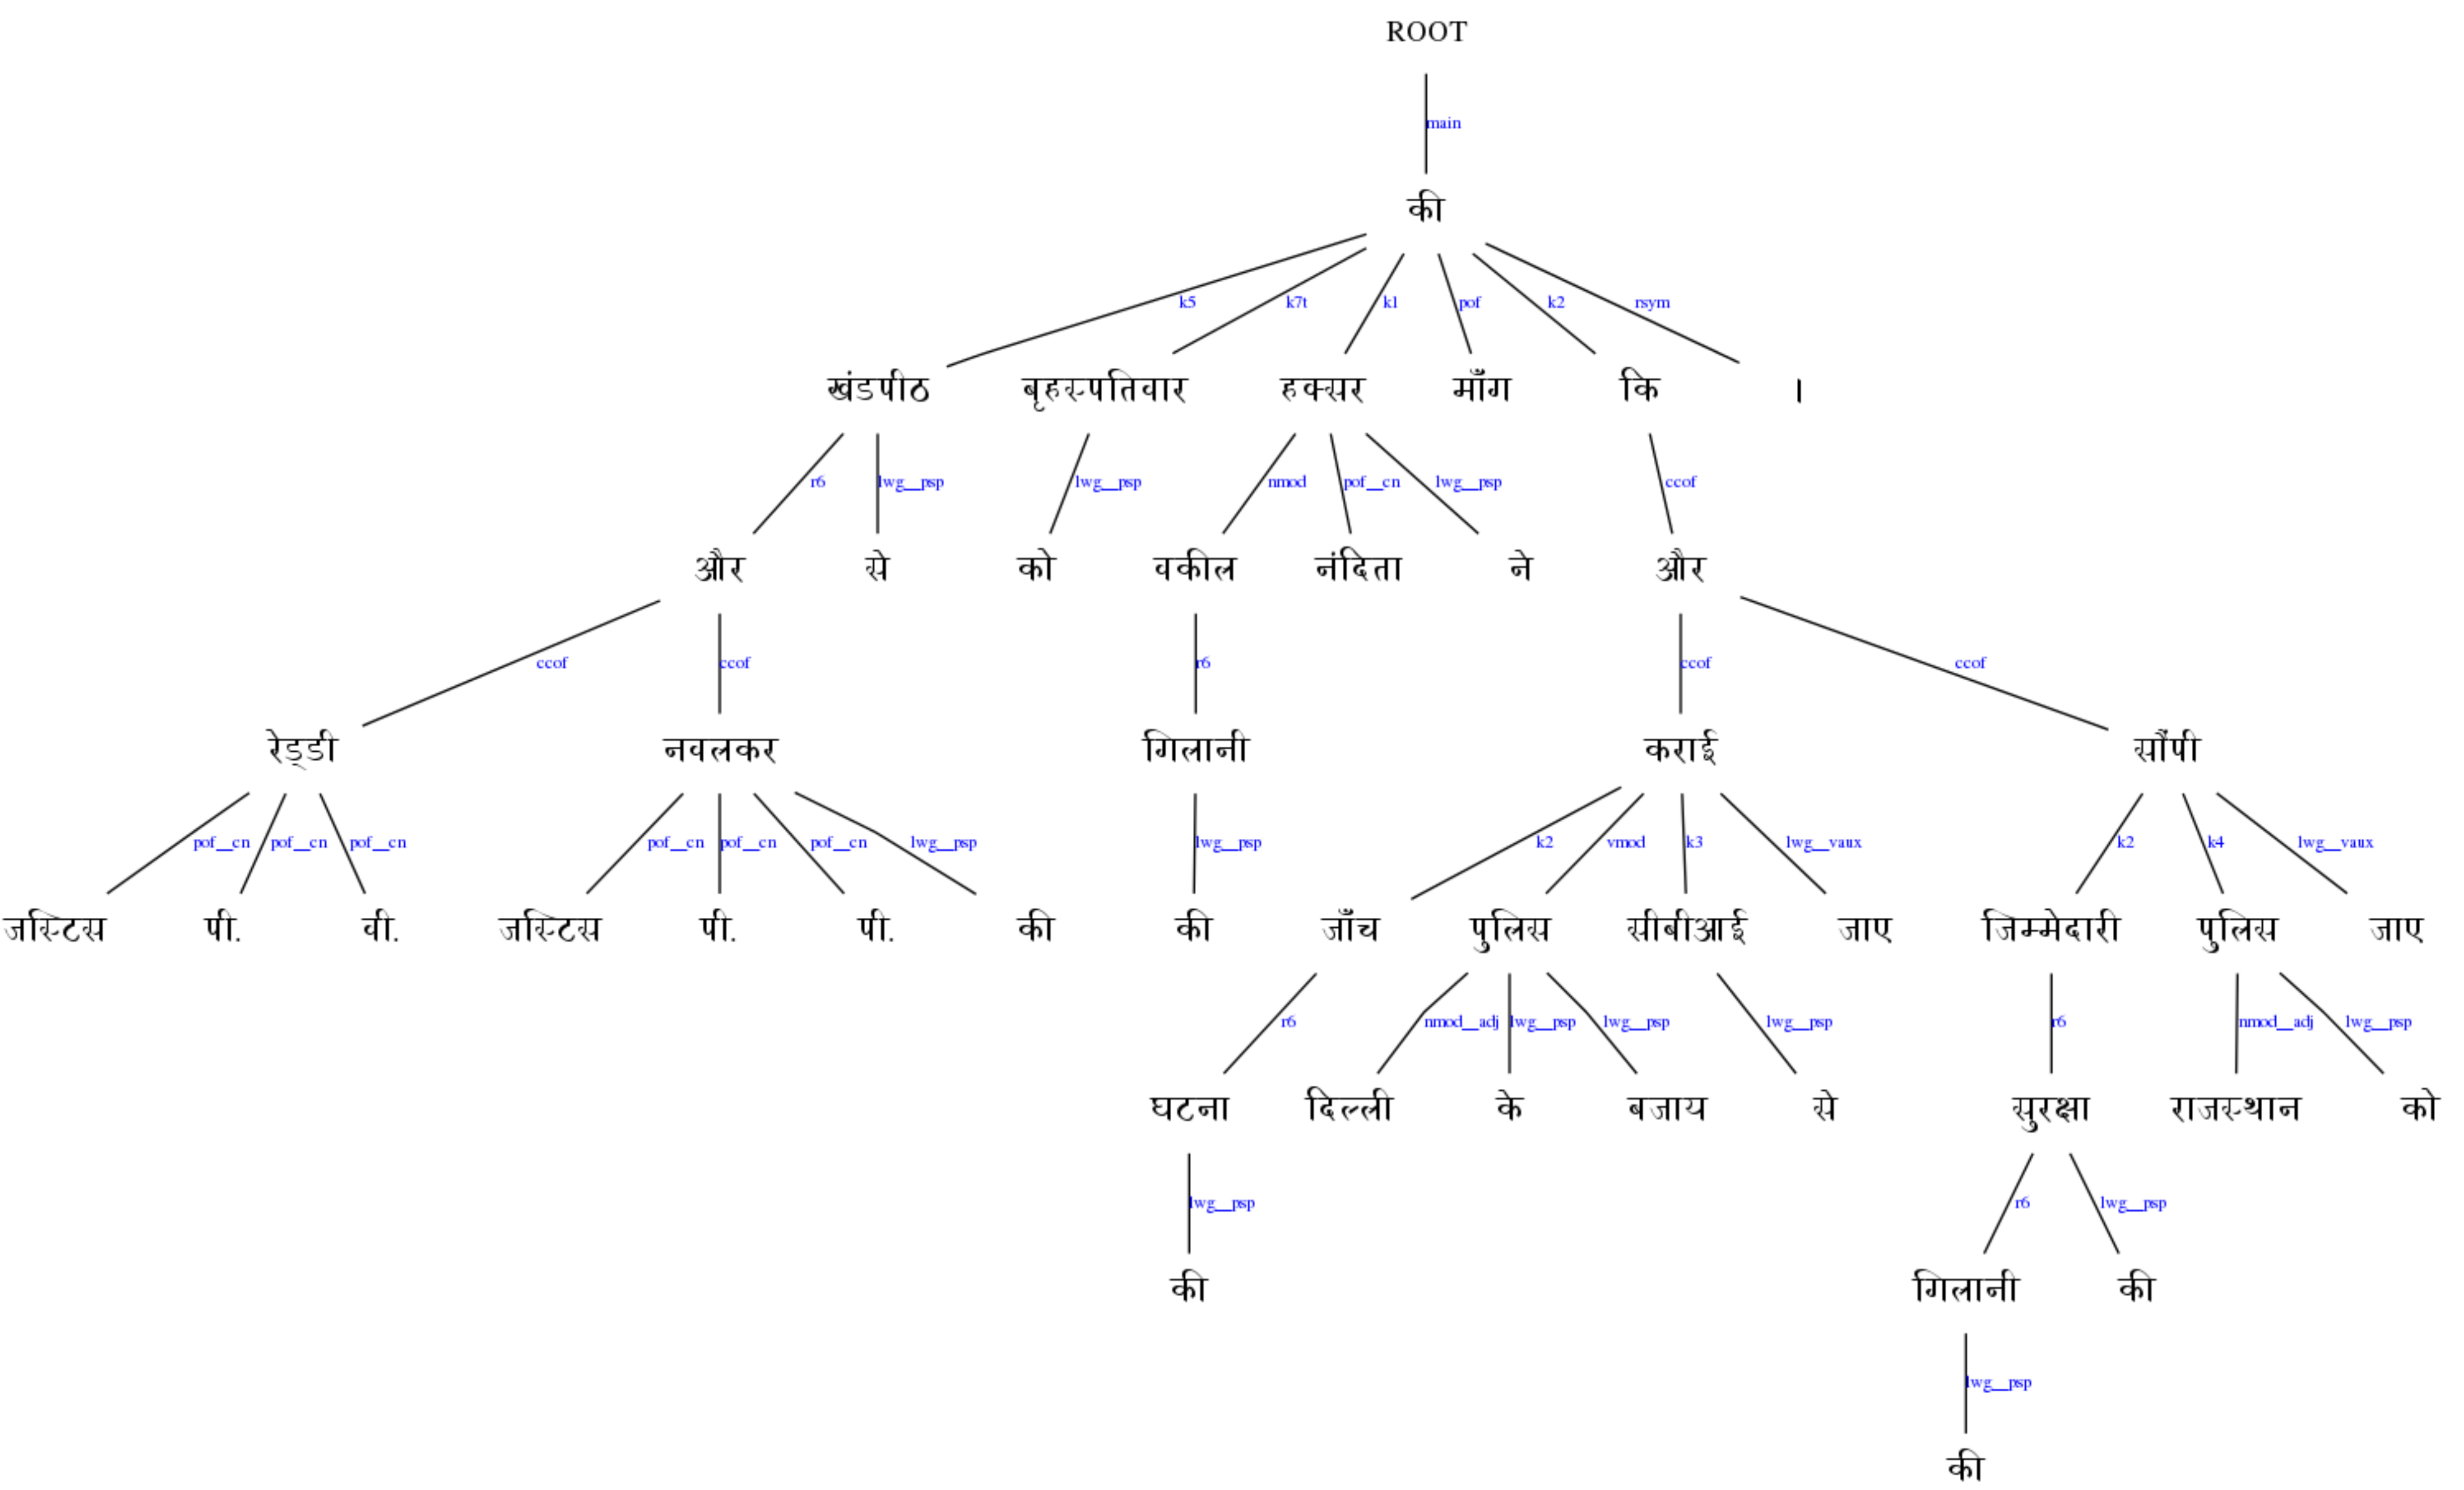 ROOT
main
की
k5 k7t k1 pof k2 rsym
खंडपीठ बृहस्पतिवार हक्सर माँग कि ।
r6 lwg__psp lwg__psp nmod pof__cn lwg__psp ccof
और से को वकील नंदिता ने और
ccof ccof r6 ccof ccof
रेड्डी नवलकर गिलानी कराई सौंपी
pof__cn pof__cn pof__cn pof__cn pof__cn pof__cn lwg__psp lwg__psp k2 vmod k3 lwg__vaux k2 k4 lwg__vaux
जस्टिस पी. वी. जस्टिस पी. पी. की की जाँच पुलिस सीबीआई जाए जिम्मेदारी पुलिस जाए
r6 nmod__adj lwg__psp lwg__psp lwg__psp r6 nmod__adj lwg__psp
घटना दिल्ली के बजाय से सुरक्षा राजस्थान को
lwg__psp r6 lwg__psp
की गिलानी की
lwg__psp
की